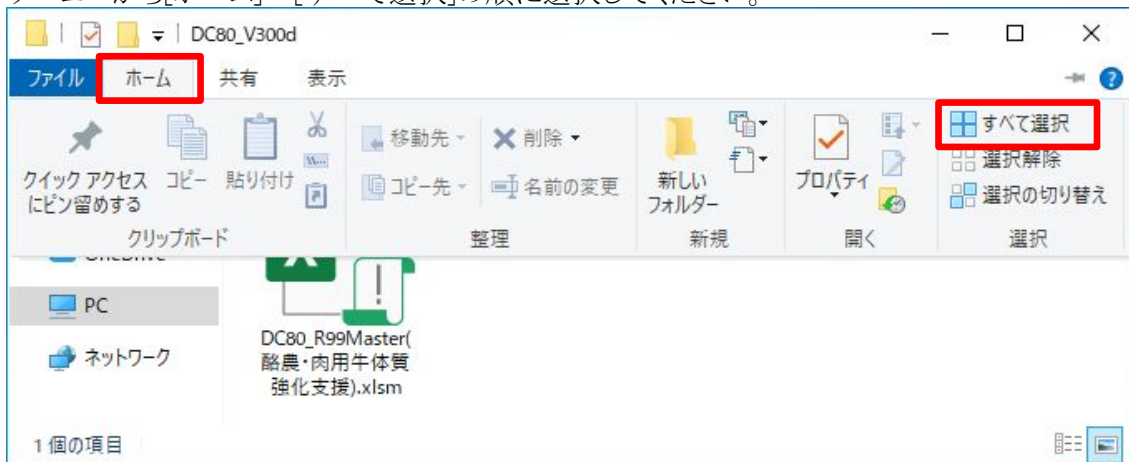 DC80_V300d
ファイル ホーム 共有 表示
クイック アクセス
にピン留めする
コピー
貼り付け
クリップボード
移動先
コピー先
削除
名前の変更
整理
新しい
フォルダー
新規
プロパティ
開く
すべて選択
選択解除
選択の切り替え
選択
OneDrive
PC
ネットワーク
DC80_R99Master(
酪農・肉用牛体質
強化支援).xlsm
1 個の項目